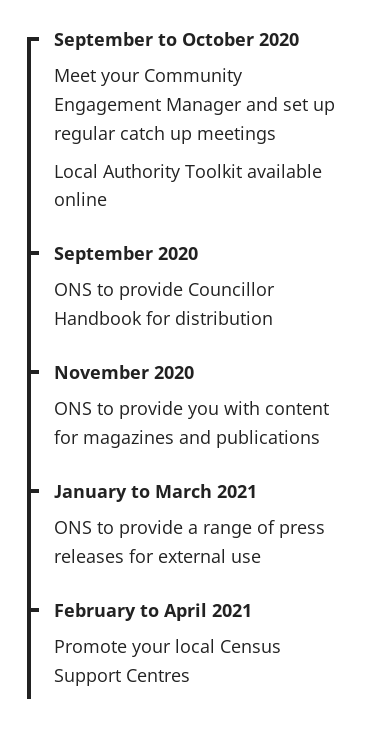 September to October 2020
Meet your Community
Engagement Manager and set up
regular catch up meetings
Local Authority Toolkit available
online
September 2020
ONS to provide Councillor
Handbook for distribution
November 2020
ONS to provide you with content
for magazines and publications
January to March 2021
ONS to provide a range of press
releases for external use
February to April 2021
Promote your local Census
Support Centres